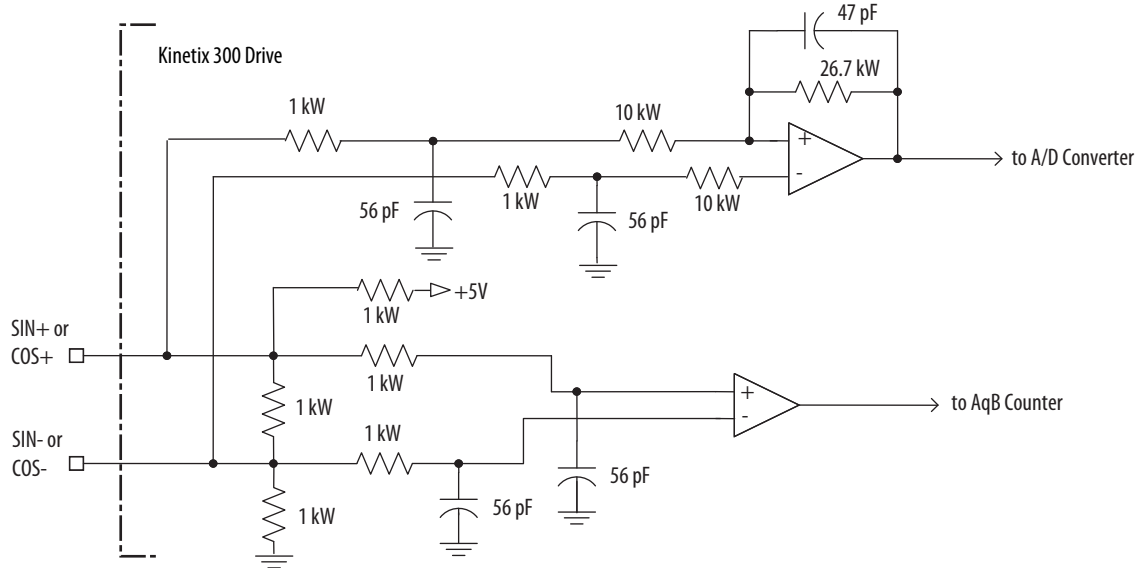 47 pF
Kinetix 300 Drive
26.7 kW
1 kW
10 kW
+
to A/D Converter
-
56 pF
1 kW
56 pF
10 kW
+5V
1 kW
SIN+ or
COS+
1 kW
+
to AqB Counter
1 kW
-
1 kW
SIN- or
COS-
56 pF
56 pF
1 kW